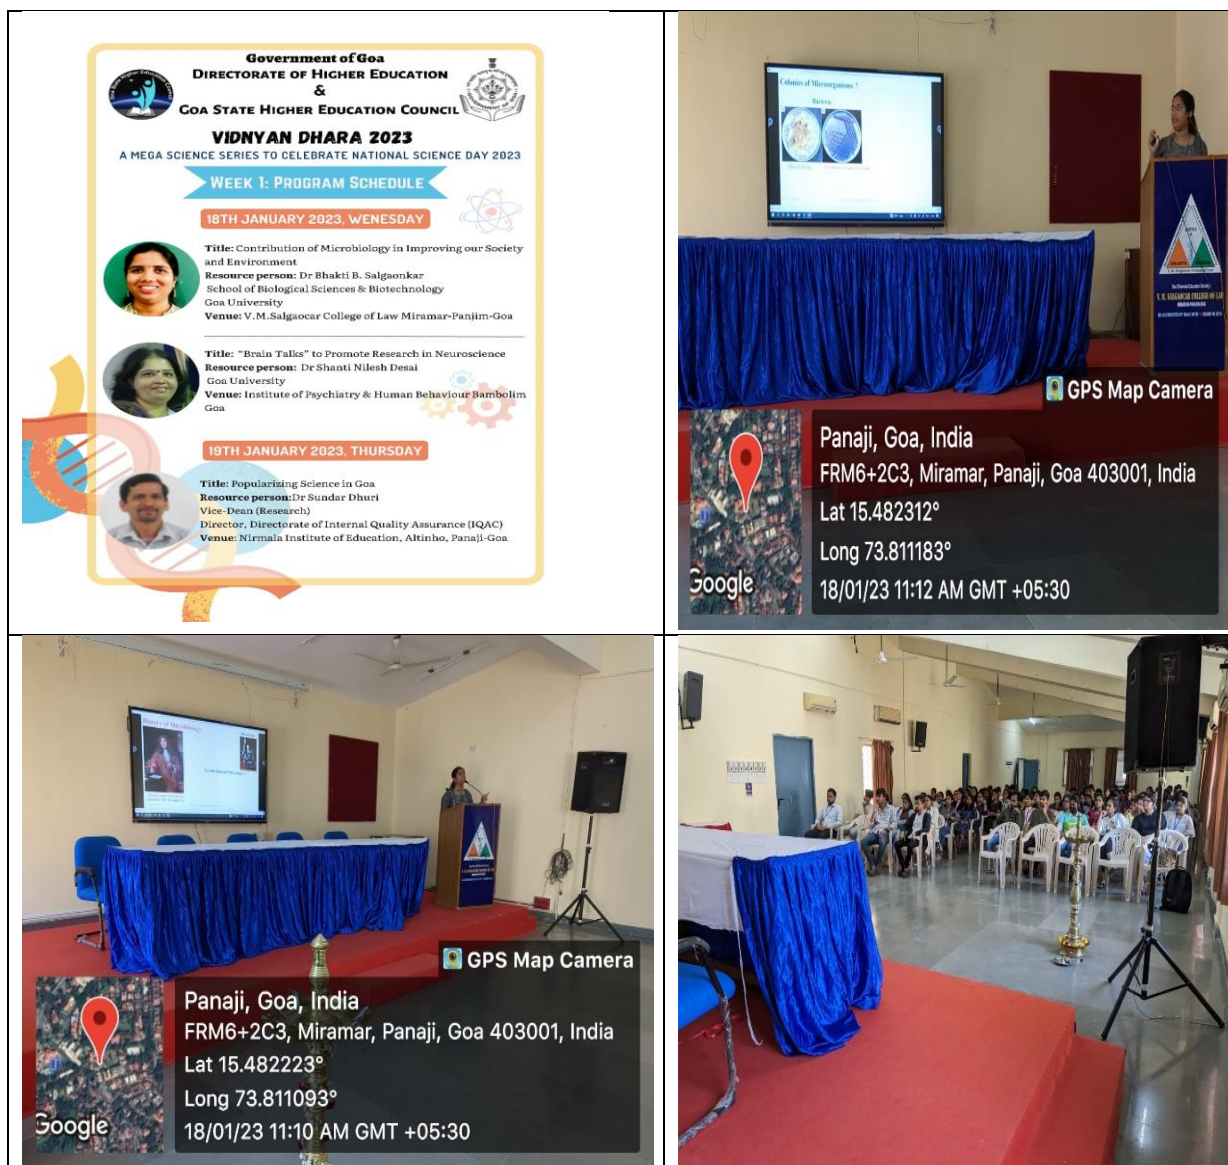 Government of Goa
DIRECTORATE OF HIGHER EDUCATION
&
GOA STATE HIGHER EDUCATION COUNCIL
VIDNYAN DHARA 2023
A MEGA SCIENCE SERIES TO CELEBRATE NATIONAL SCIENCE DAY 2023
WEEK 1: PROGRAM SCHEDULE
18TH JANUARY 2023, WENESDAY
Title: Contribution of Microbiology in Improving our Society
and Environment
Resource person: Dr Bhakti B. Salgaonkar
School of Biological Sciences & Biotechnology
Goa University
Venue: V.M.Salgaocar College of Law Miramar-Panjim-Goa
Title: "Brain Talks" to Promote Research in Neuroscience
Resource person: Dr Shanti Nilesh Desai
Goa University
Venue: Institute of Psychiatry & Human Behaviour Bambolim
Goa
19TH JANUARY 2023, THURSDAY
Title: Popularizing Science in Goa
Resource person:Dr Sundar Dhuri
Vice-Dean (Research)
Director, Directorate of Internal Quality Assurance (IQAC)
Venue: Nirmala Institute of Education, Altinho, Panaji-Goa
Colonies of Microorganisms ?
Bacteria
GPS Map Camera
Panaji, Goa, India
FRM6+2C3, Miramar, Panaji, Goa 403001, India
Lat 15.482312°
Long 73.811183°
18/01/23 11:12 AM GMT +05:30
Google
History of Microbiology
GPS Map Camera
Panaji, Goa, India
FRM6+2C3, Miramar, Panaji, Goa 403001, India
Lat 15.482223°
Long 73.811093°
18/01/23 11:10 AM GMT +05:30
Google